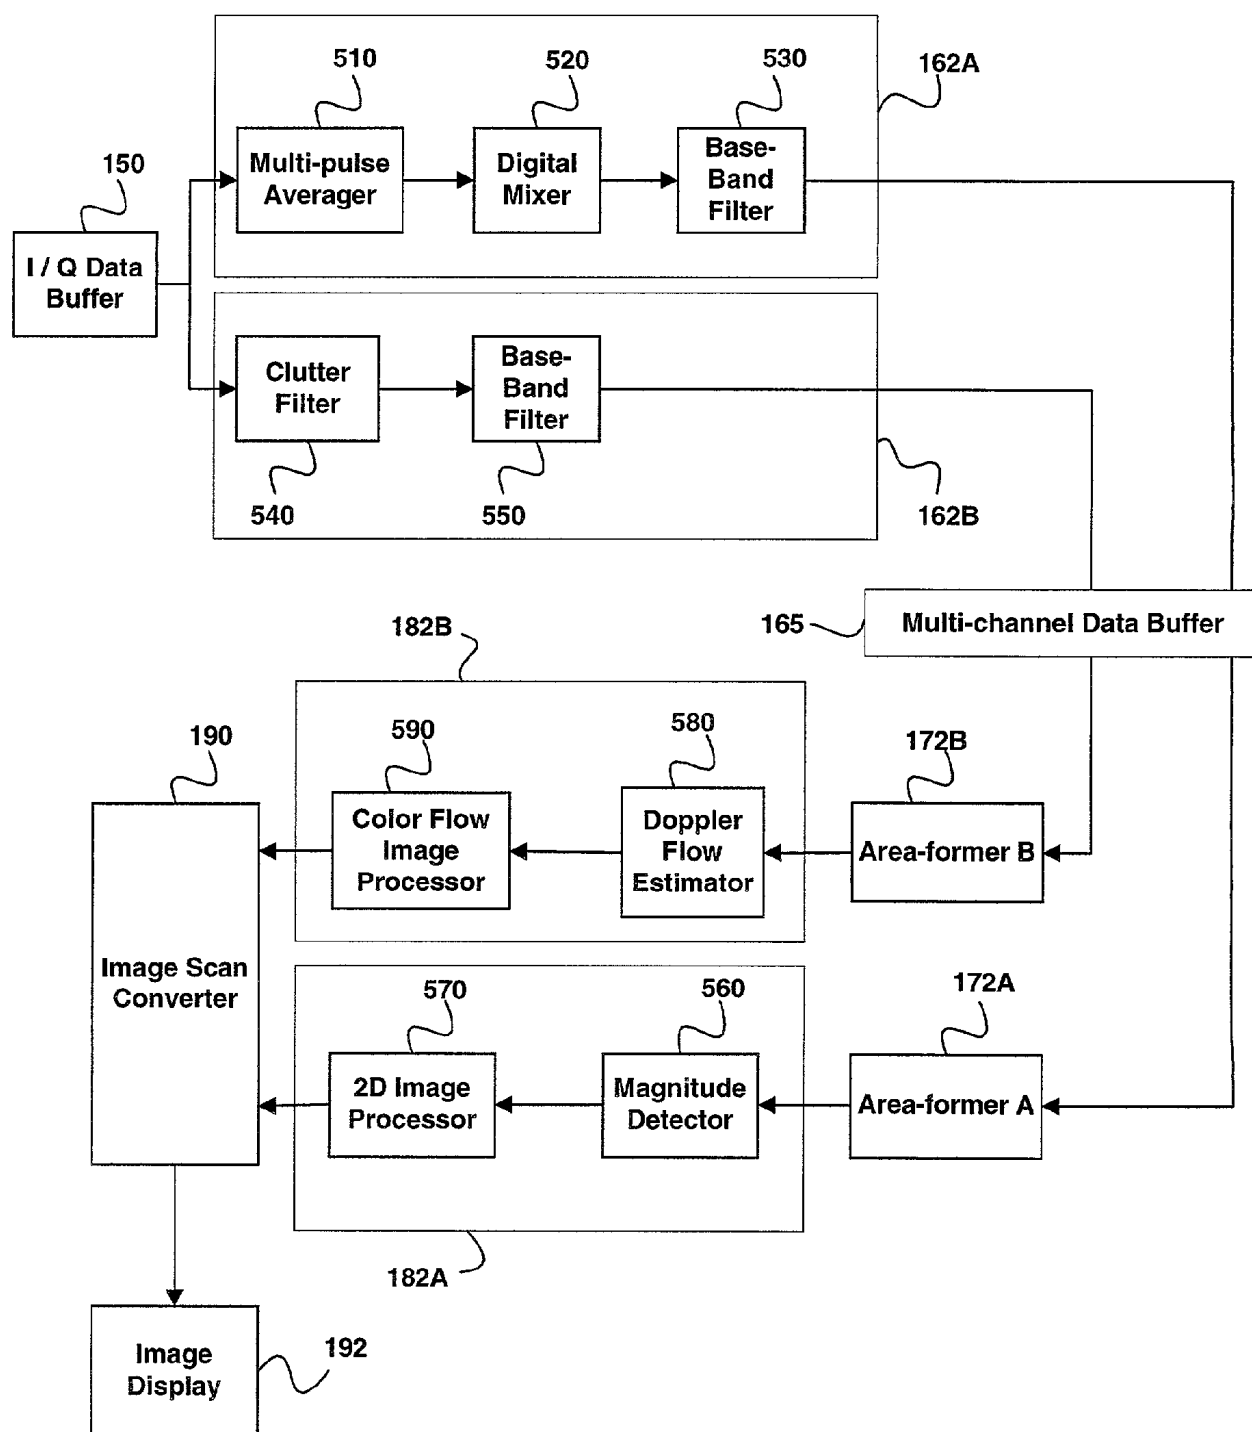 510
520
530
162A
150
Multi-pulse
Averager
Digital
Mixer
Base-
Band
Filter
I / Q Data
Buffer
Clutter
Filter
Base-
Band
Filter
540
550
162B
182B
165
Multi-channel Data Buffer
190
590
580
172B
Color Flow
Image
Processor
Doppler
Flow
Estimator
Area-former B
Image Scan
Converter
570
560
172A
2D Image
Processor
Magnitude
Detector
Area-former A
182A
Image
Display
192